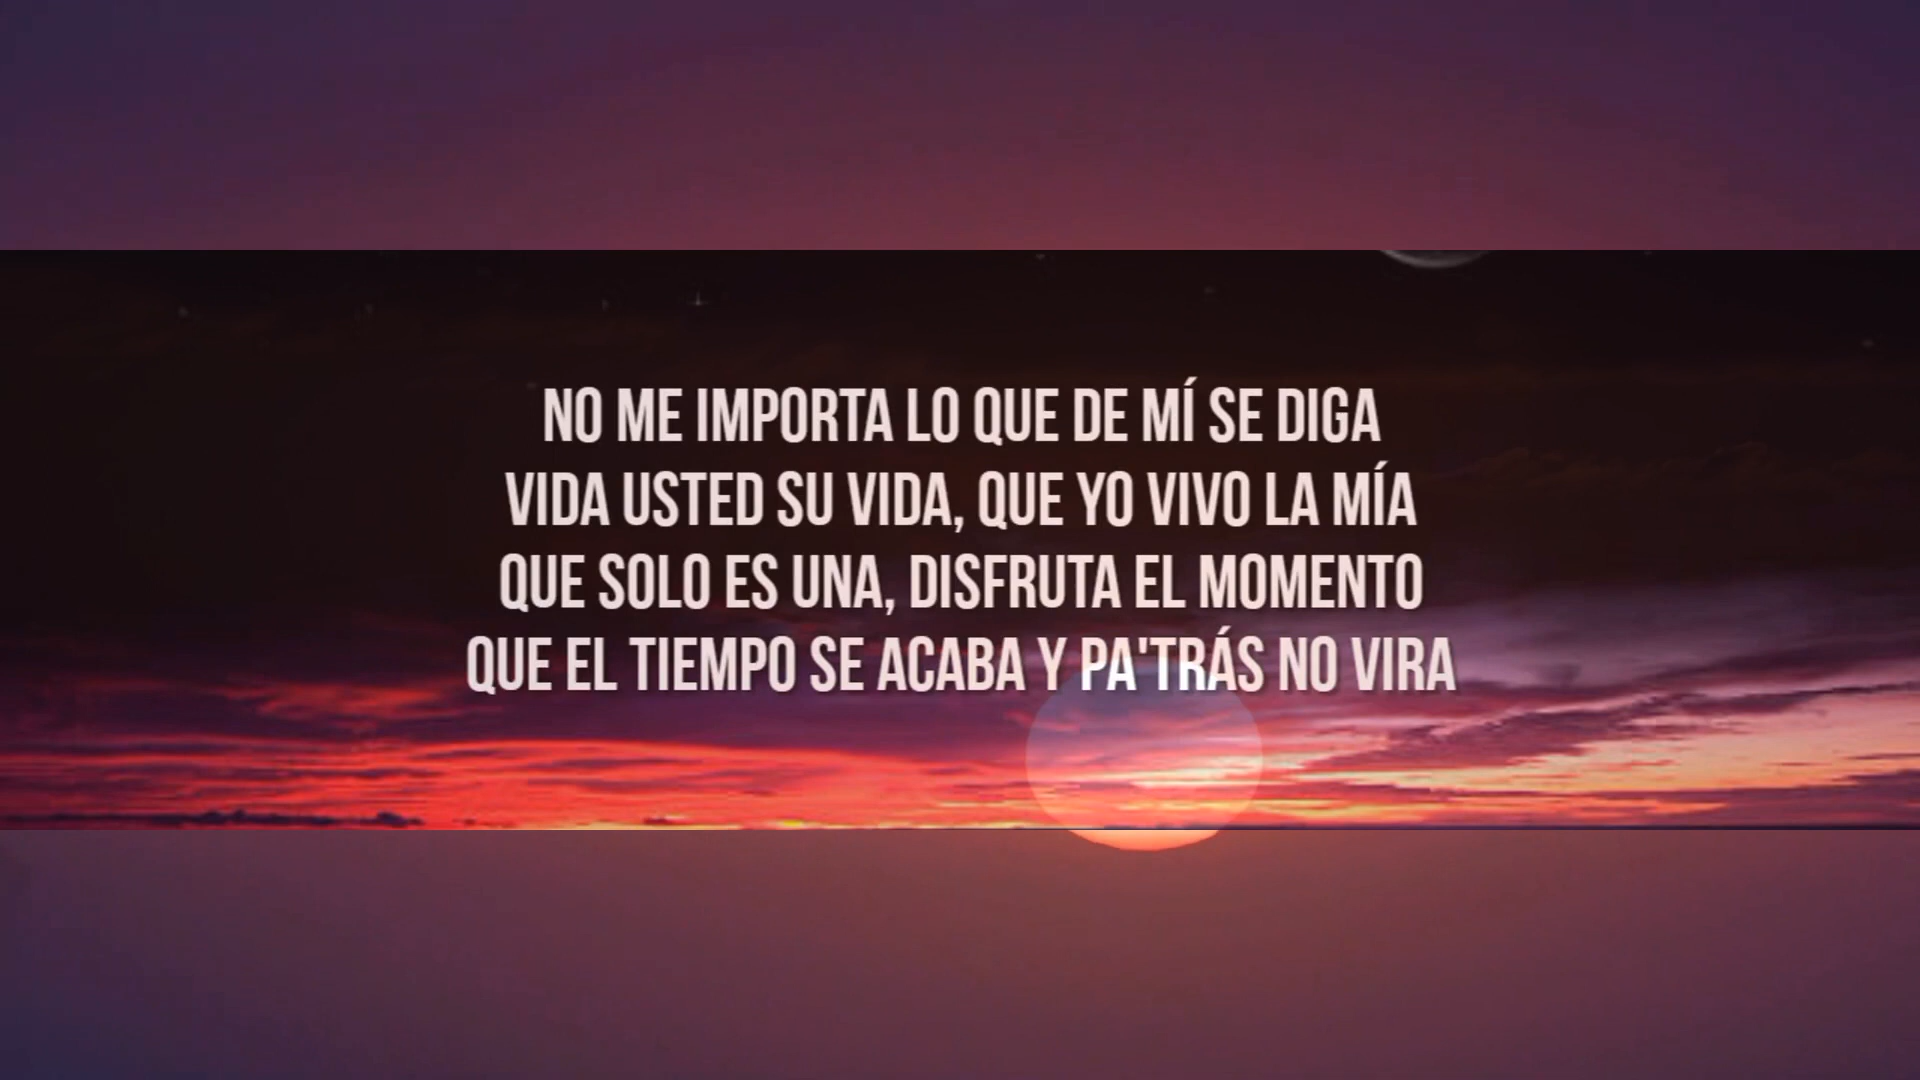 NO ME IMPORTA LO QUE DE MÍ SE DIGA
VIDA USTED SU VIDA, QUE YO VIVO LA MÍA
QUE SOLO ES UNA, DISFRUTA EL MOMENTO
QUE EL TIEMPO SE ACABA Y PA'TRÁS NO VIRA